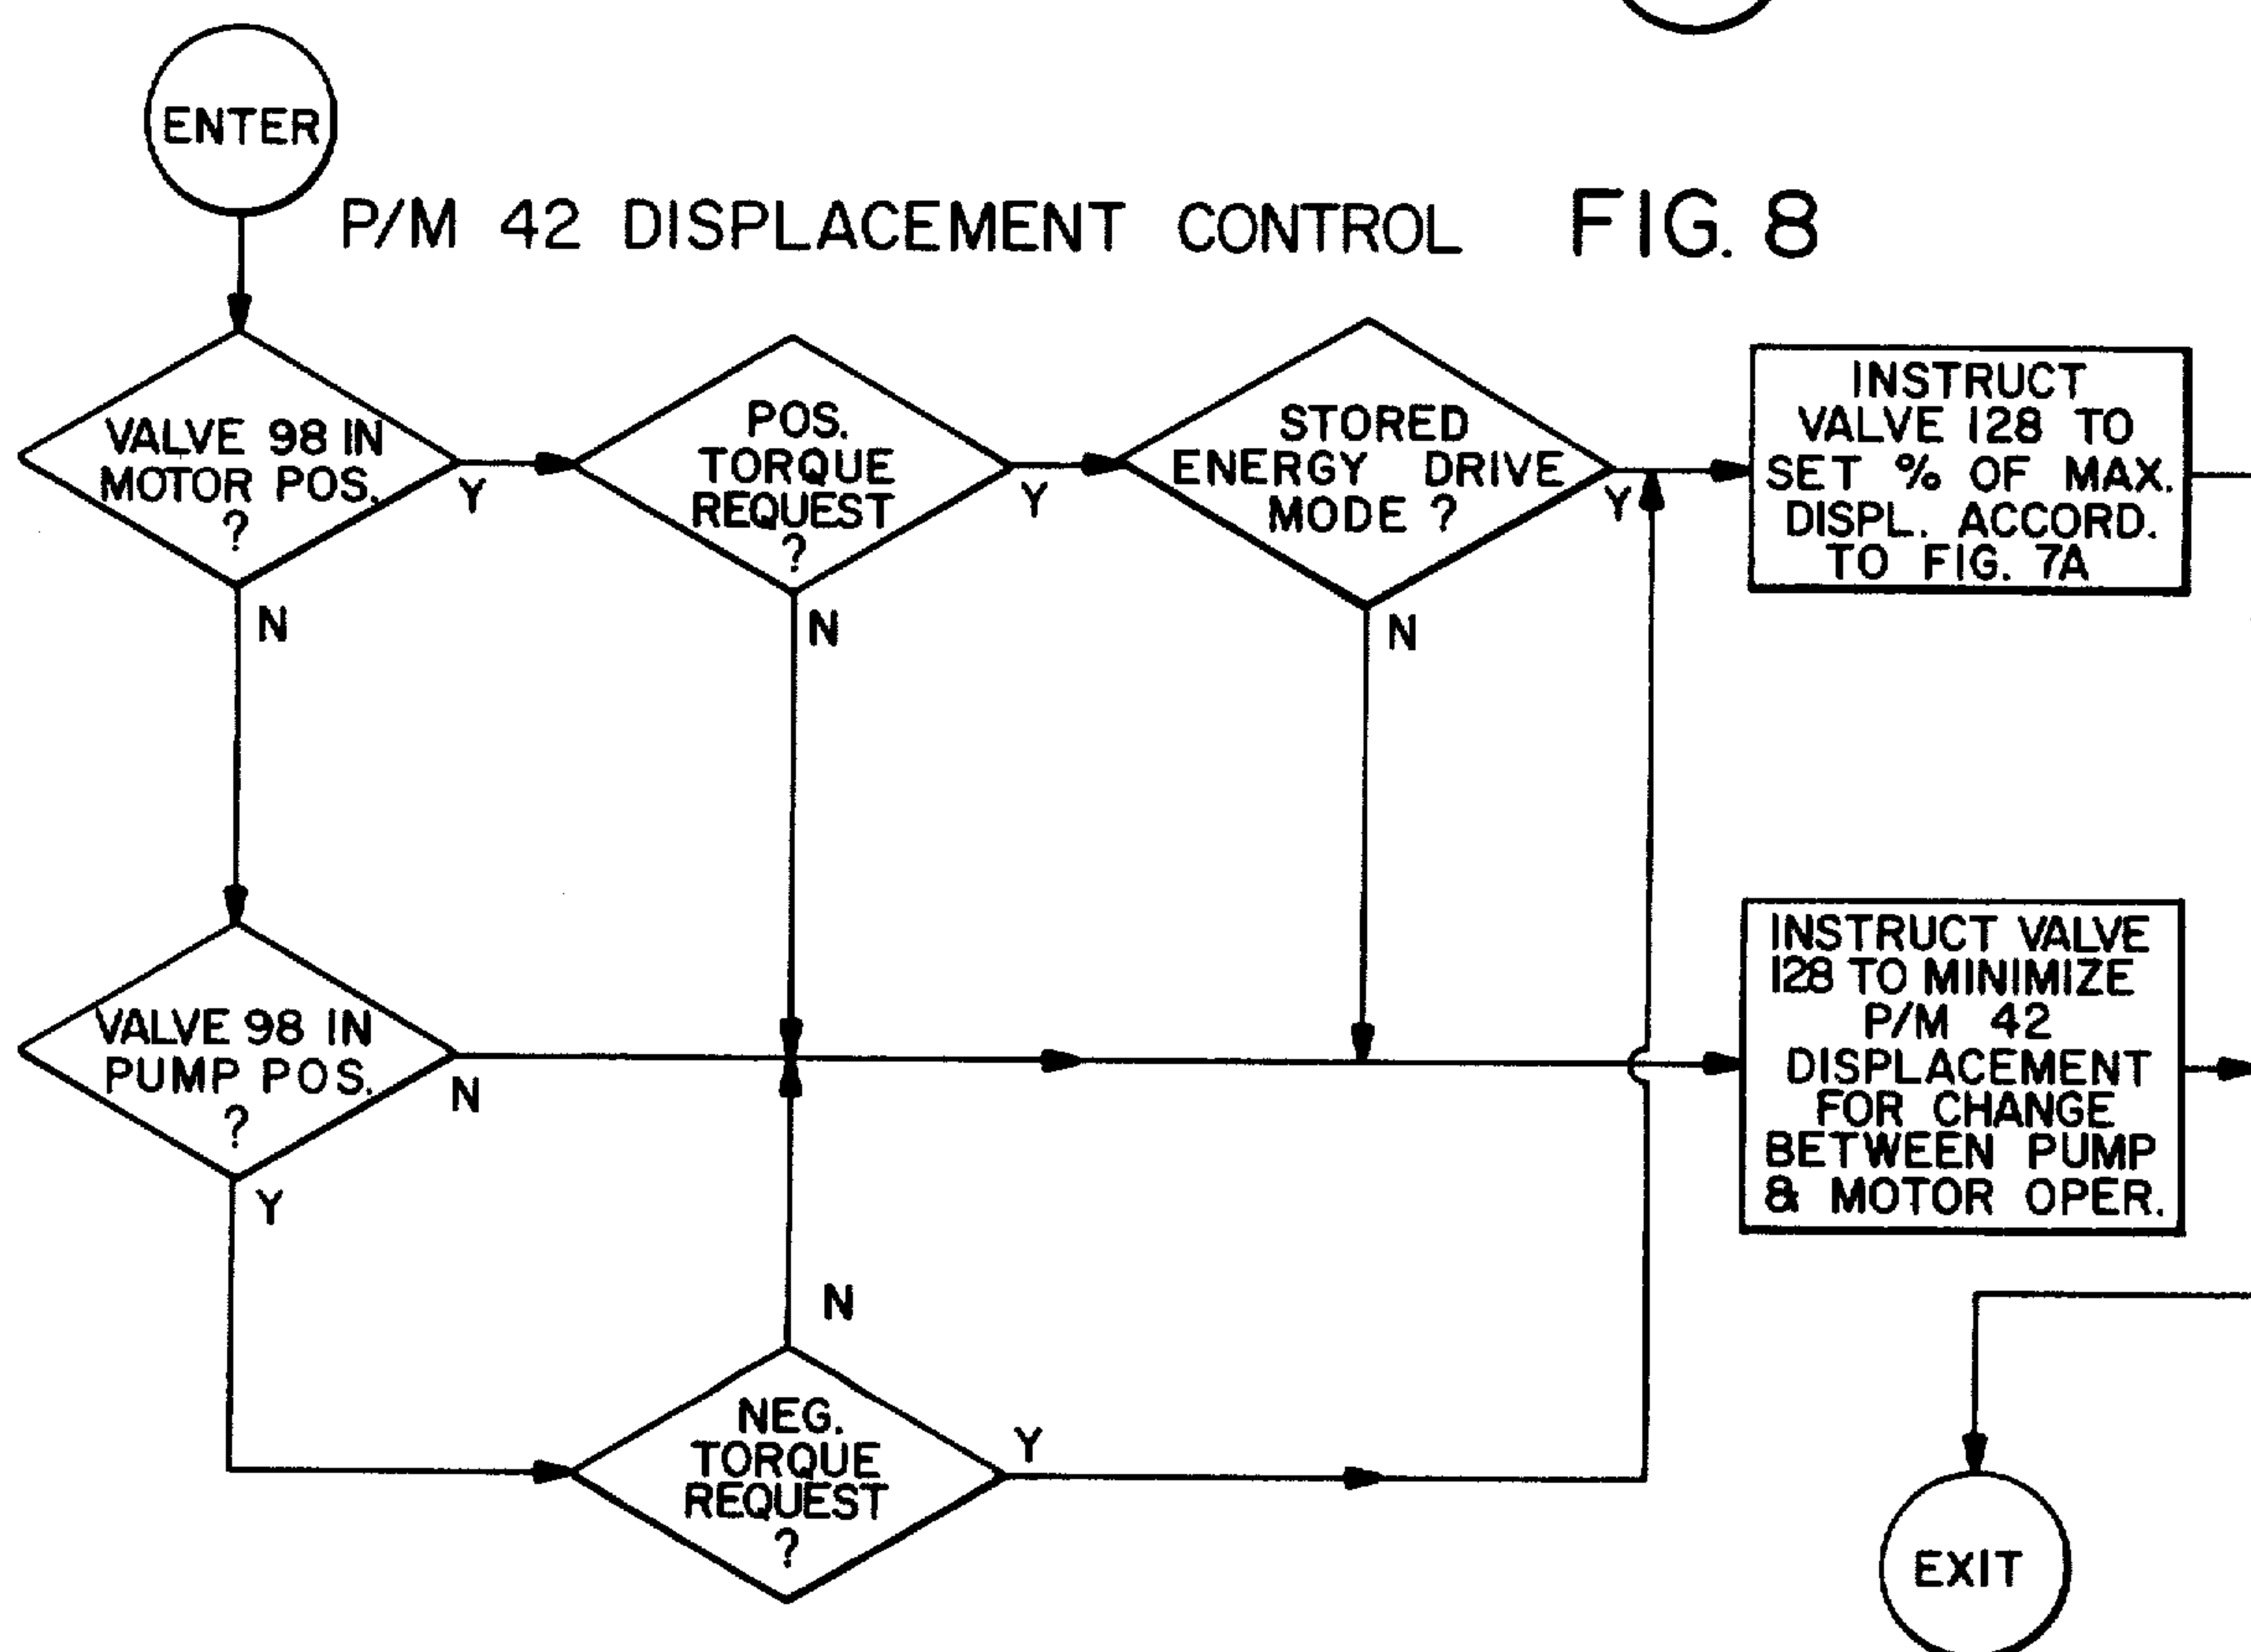 ENTER
P/M 42 DISPLACEMENT CONTROL FIG. 8
VALVE 98 IN
MOTOR POS.
?
Y
N
POS.
TORQUE
REQUEST
?
Y
N
STORED
ENERGY DRIVE
MODE ?
Y
N
INSTRUCT
VALVE 128 TO
SET % OF MAX.
DISPL. ACCORD.
TO FIG. 7A
VALVE 98 IN
PUMP POS.
?
N
Y
INSTRUCT VALVE
128 TO MINIMIZE
P/M 42
DISPLACEMENT
FOR CHANGE
BETWEEN PUMP
& MOTOR OPER.
N
NEG.
TORQUE
REQUEST
?
Y
EXIT